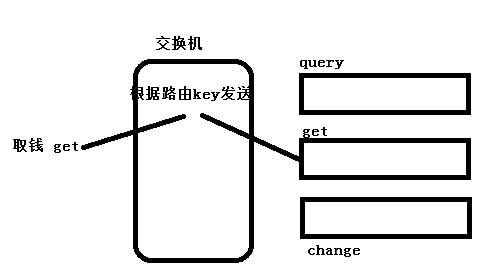 交换机
query
根据路由key发送
get
取钱 get
change